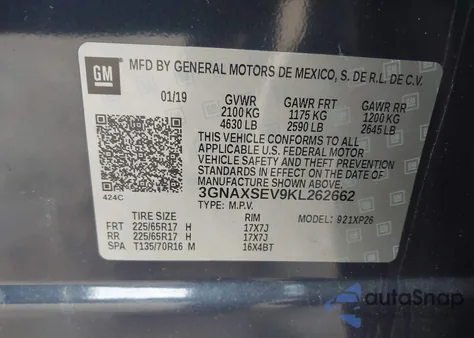 GM
MFD BY GENERAL MOTORS DE MEXICO, S. DE R.L. DE C.V.
01/19 GVWR GAWR FRT GAWR RR
2100 KG 1175 KG 1200 KG
4630 LB 2590 LB 2645 LB
THIS VEHICLE CONFORMS TO ALL
APPLICABLE U.S. FEDERAL MOTOR
VEHICLE SAFETY AND THEFT PREVENTION
STANDARDS IN EFFECT ON THE DATE OF
MANUFACTURE SHOWN ABOVE.
424C
3GNAXSEV9KL262662
TYPE: M.P.V. MODEL: 921XP26
TIRE SIZE RIM
FRT 225/65R17 H 17X7J
RR 225/65R17 H 17X7J
SPA T135/70R16 M 16X4BT
autoSnap